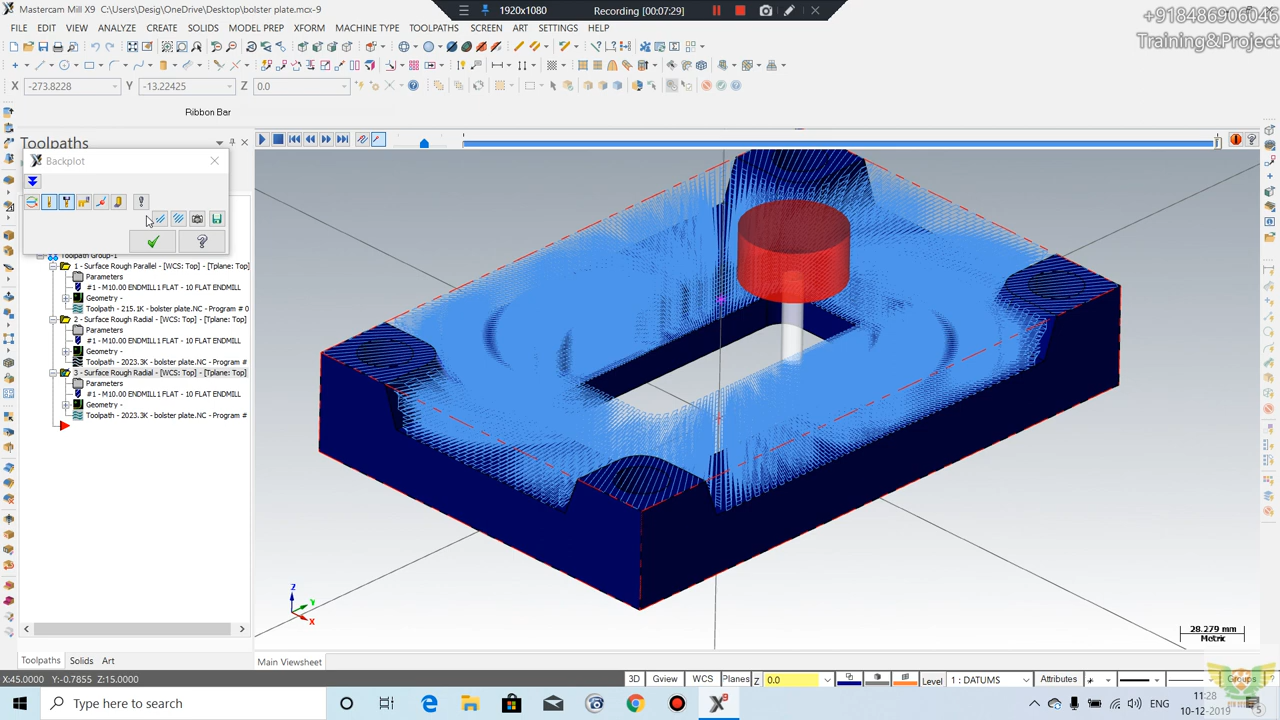 Mastercam Mill X9 C:\Users\Desig\OneDrive\Desktop\bolster plate.mcx-9
1920x1080
Recording [00:07:29]
+918486906046
Training&Project
FILE EDIT VIEW ANALYZE CREATE SOLIDS MODEL PREP XFORM MACHINE TYPE TOOLPATHS SCREEN ART SETTINGS HELP
X -273.8228 Y -13.22425 Z 0.0
Ribbon Bar
Toolpaths
Backplot
Toolpath Group-1
1 - Surface Rough Parallel - [WCS: Top] - [Tplane: Top]
Parameters
#1 - M10.00 ENDMILL1 FLAT - 10 FLAT ENDMILL
Geometry -
Toolpath - 215.1K - bolster plate.NC - Program # 0
2 - Surface Rough Radial - [WCS: Top] - [Tplane: Top]
Parameters
#1 - M10.00 ENDMILL1 FLAT - 10 FLAT ENDMILL
Geometry -
Toolpath - 2023.3K - bolster plate.NC - Program #
3 - Surface Rough Radial - [WCS: Top] - [Tplane: Top]
Parameters
#1 - M10.00 ENDMILL1 FLAT - 10 FLAT ENDMILL
Geometry -
Toolpath - 2023.3K - bolster plate.NC - Program #
Z
Y
X
28.279 mm
Metric
Toolpaths Solids Art
Main Viewsheet
X:45.0000 Y:-0.7855 Z:15.0000
3D Gview WCS Planes Z 0.0 Level 1 : DATUMS Attributes Groups ?
Type here to search
ENG
11:28
10-12-2019